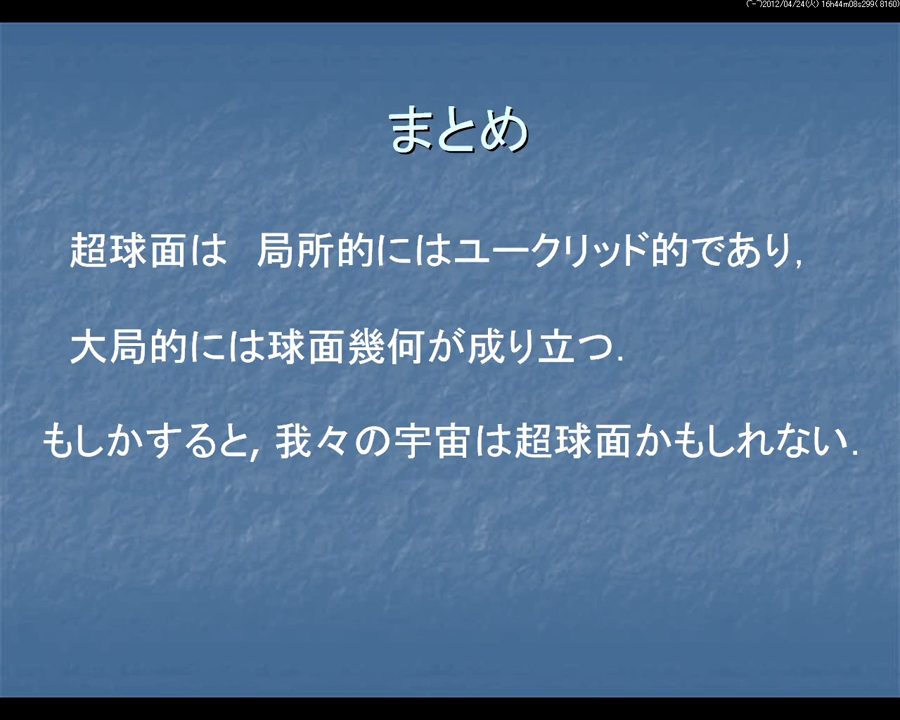 (^-^)2012/04/24(火) 16h44m08s299(8160)
まとめ
超球面は　局所的にはユークリッド的であり,
大局的には球面幾何が成り立つ.
もしかすると, 我々の宇宙は超球面かもしれない.